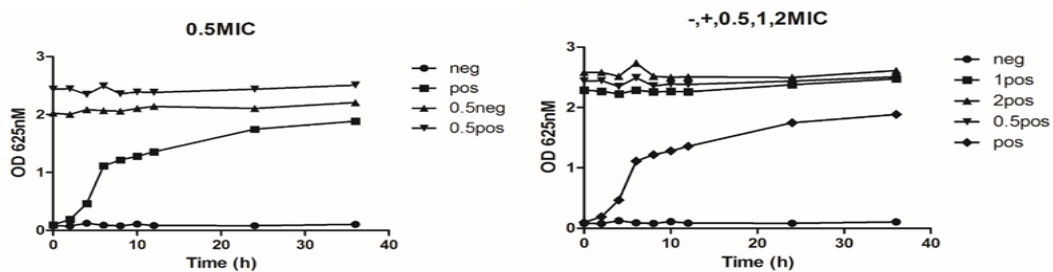 0.5MIC
3
2
1
0
OD 625nM
0
10
20
30
40
Time (h)
neg
pos
0.5neg
0.5pos
-,+,0.5,1,2MIC
3
2
1
0
OD 625nM
0
10
20
30
40
Time (h)
neg
1pos
2pos
0.5pos
pos